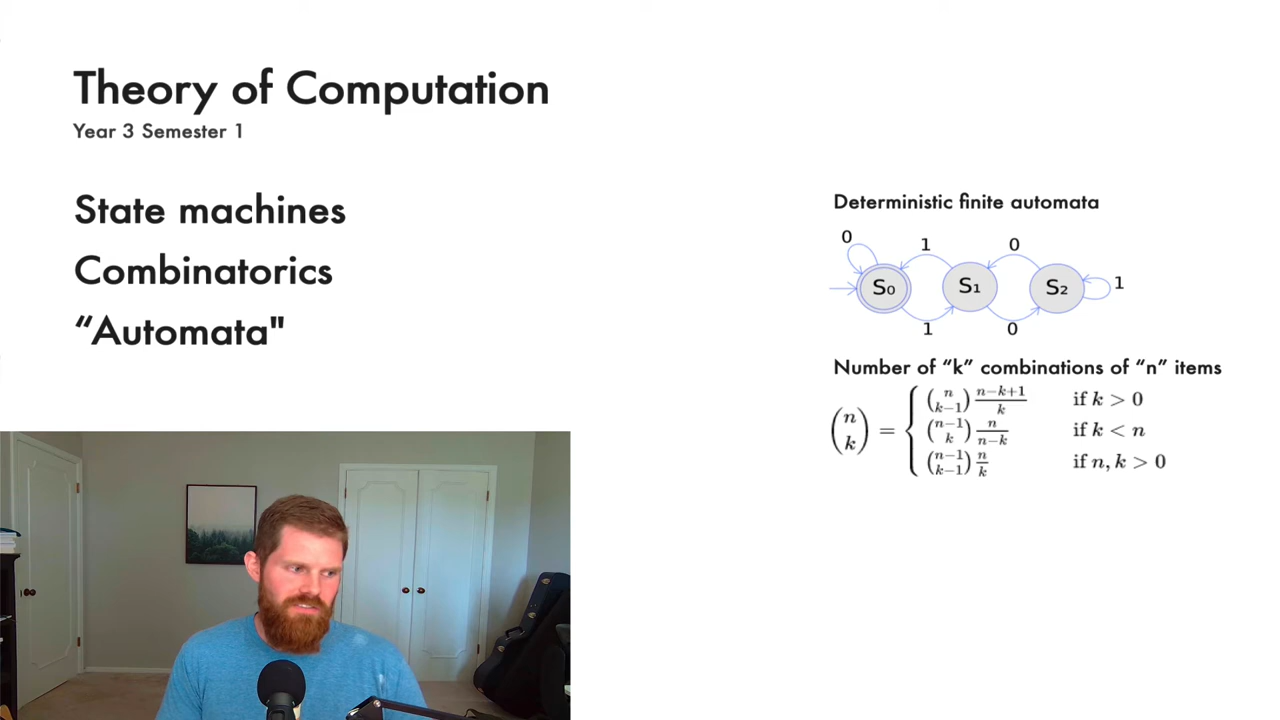 Theory of Computation
Year 3 Semester 1
State machines
Combinatorics
“Automata"
Deterministic finite automata
0 1 0
S₀ S₁ S₂ 1
1 0
Number of “k” combinations of “n” items
(n k) = { (n k−1) n−k+1/k if k > 0
(n−1 k) n/n−k if k < n
(n−1 k−1) n/k if n, k > 0